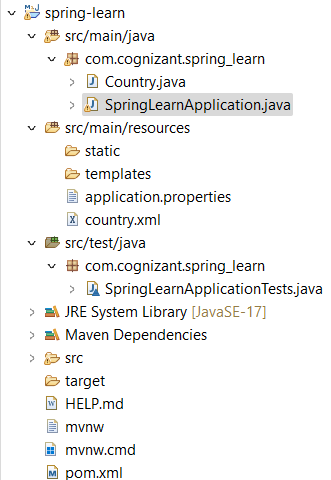 spring-learn
src/main/java
com.cognizant.spring_learn
Country.java
SpringLearnApplication.java
src/main/resources
static
templates
application.properties
country.xml
src/test/java
com.cognizant.spring_learn
SpringLearnApplicationTests.java
JRE System Library [JavaSE-17]
Maven Dependencies
src
target
HELP.md
mvnw
mvnw.cmd
pom.xml